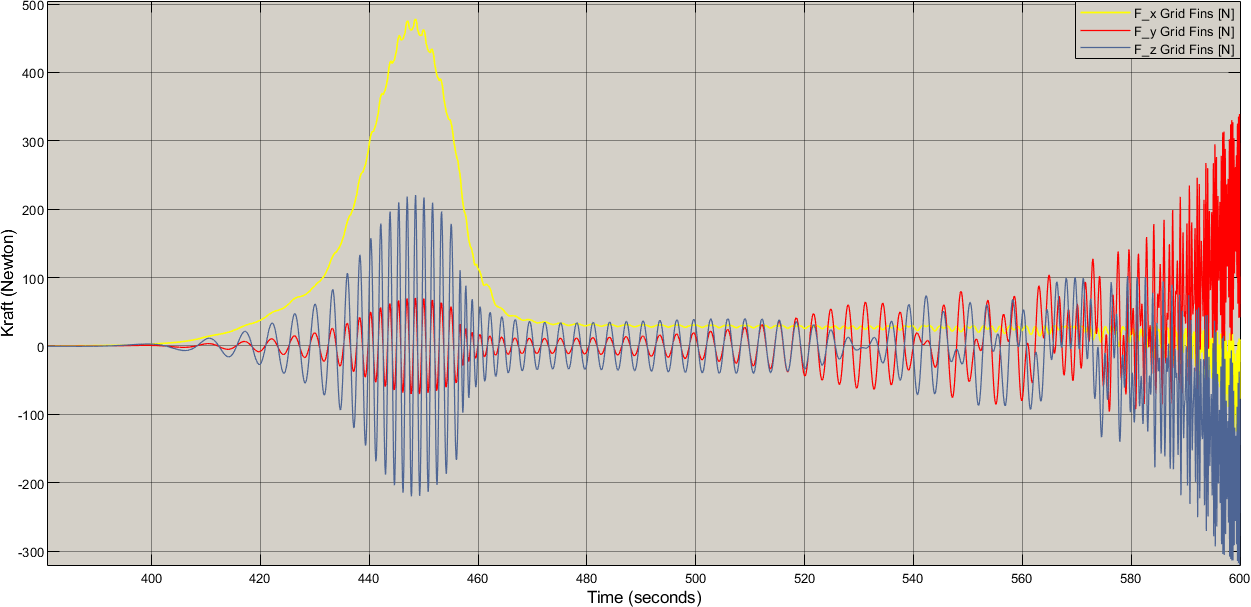 500
400
300
200
100
0
-100
-200
-300
Kraft (Newton)
F_x Grid Fins [N]
F_y Grid Fins [N]
F_z Grid Fins [N]
400 420 440 460 480 500 520 540 560 580 600
Time (seconds)